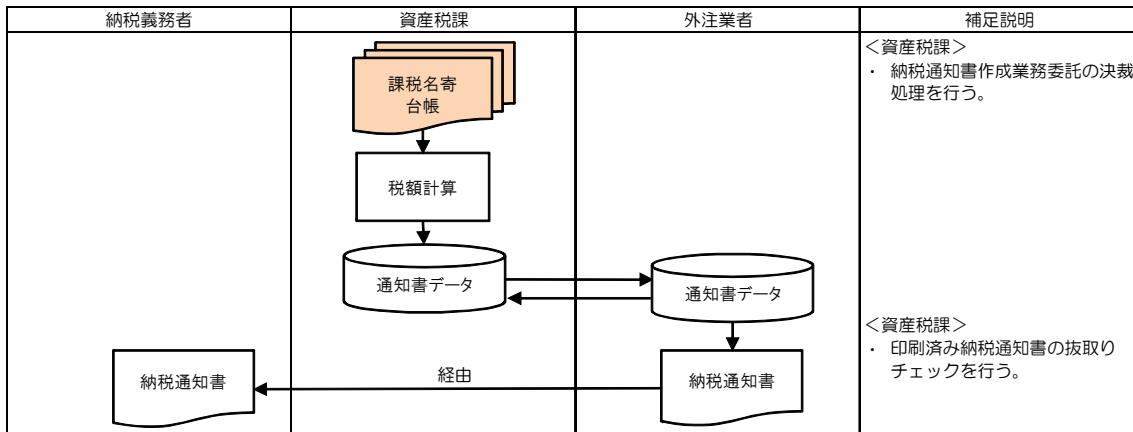 納税義務者
資産税課
外注業者
補足説明
課税名寄
台帳
税額計算
通知書データ
通知書データ
納税通知書
経由
納税通知書
＜資産税課＞
・ 納税通知書作成業務委託の決裁
処理を行う。
＜資産税課＞
・ 印刷済み納税通知書の抜取り
チェックを行う。